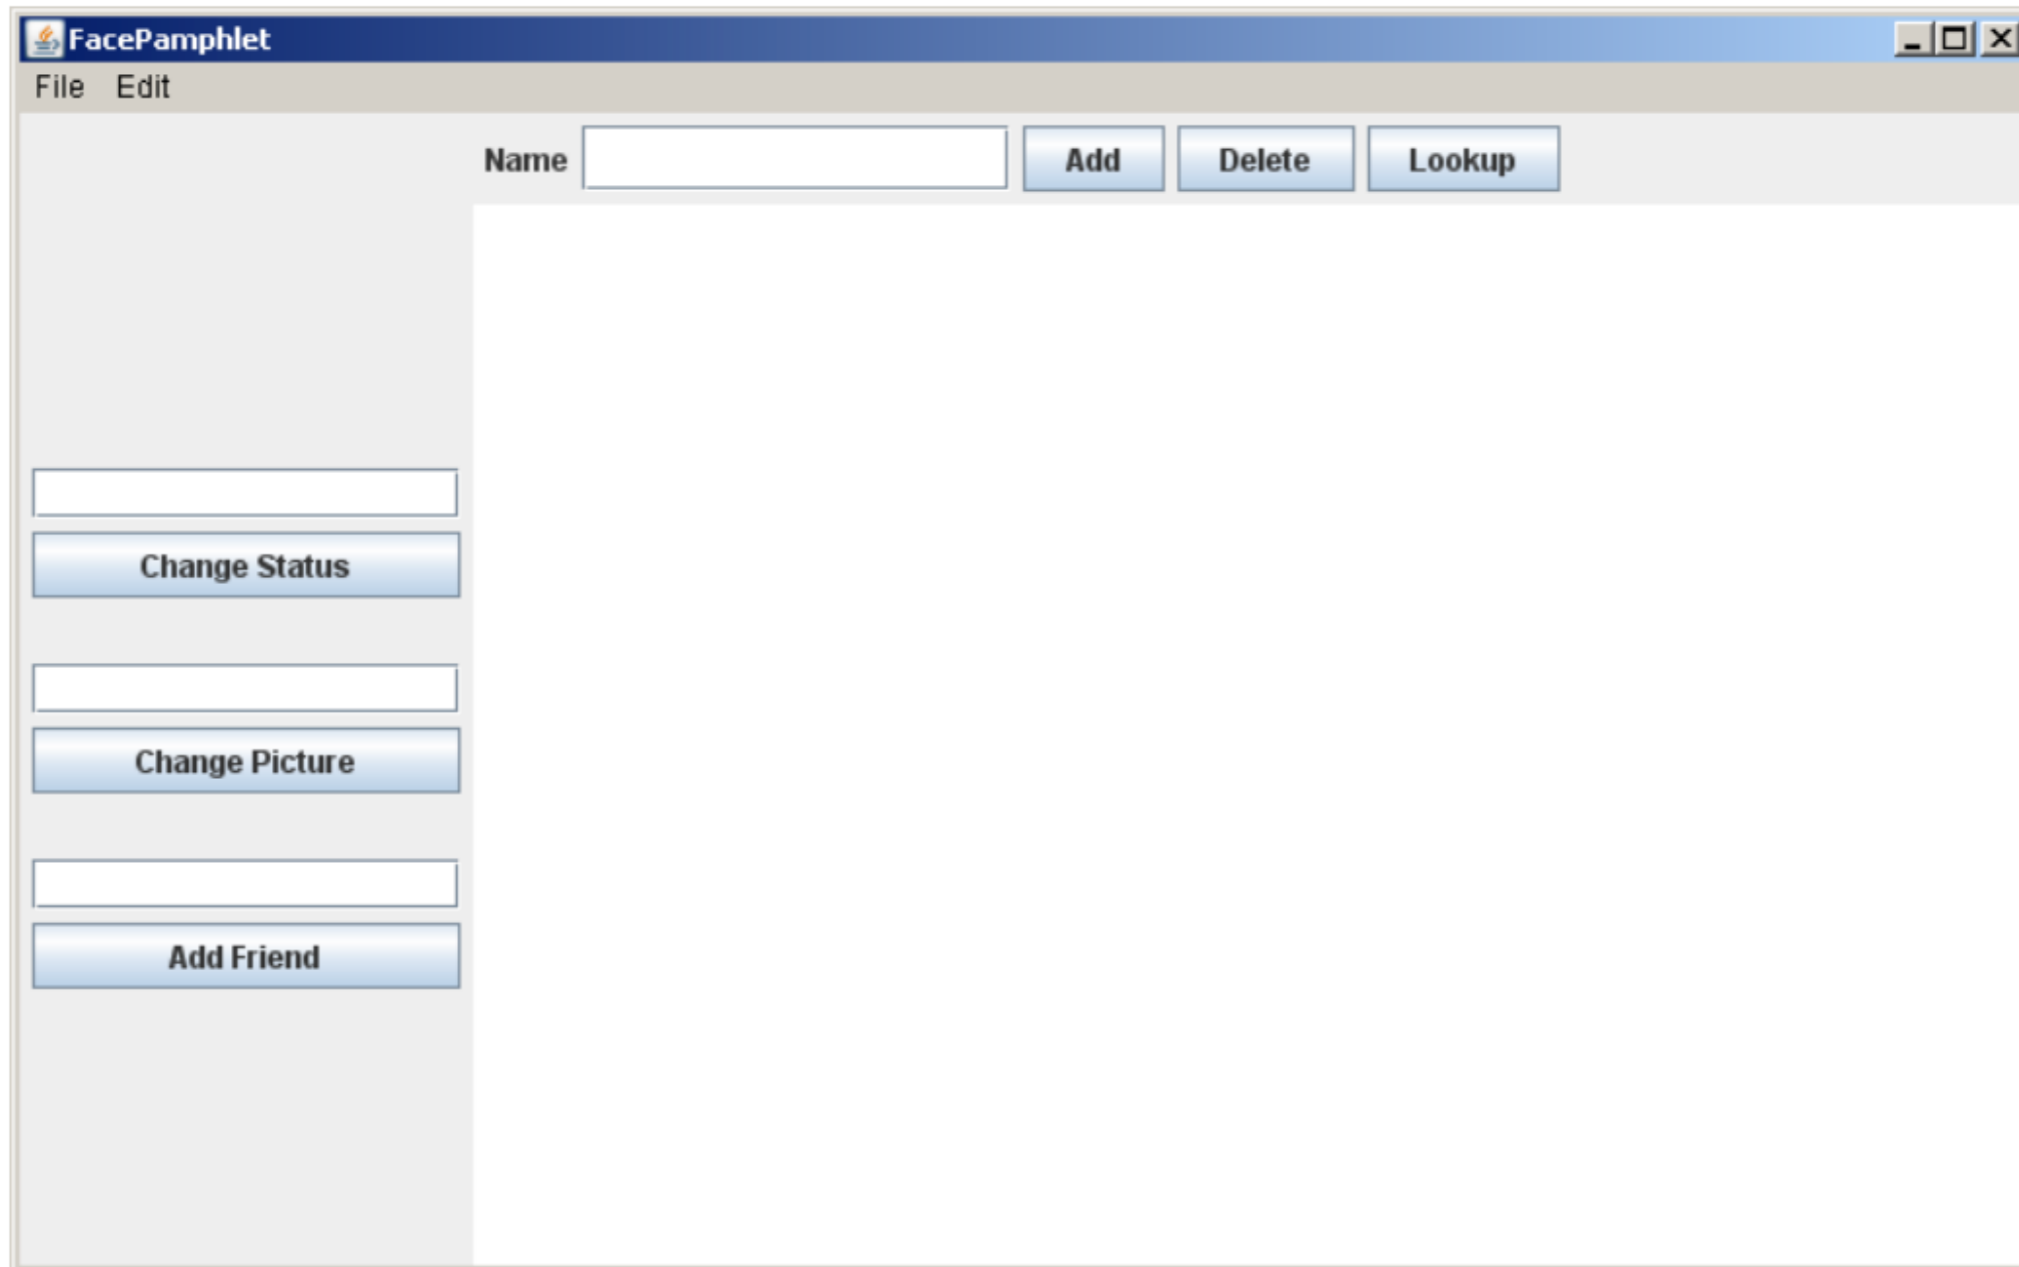 FacePamphlet
File Edit
Name Add Delete Lookup
Change Status
Change Picture
Add Friend